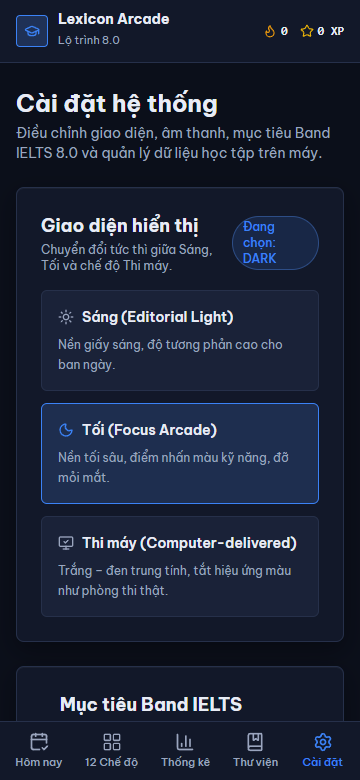 Lexicon Arcade
Lộ trình 8.0
0
0 XP
Cài đặt hệ thống
Điều chỉnh giao diện, âm thanh, mục tiêu Band
IELTS 8.0 và quản lý dữ liệu học tập trên máy.
Giao diện hiển thị
Chuyển đổi tức thì giữa Sáng,
Tối và chế độ Thi máy.
Đang
chọn:
DARK
Sáng (Editorial Light)
Nền giấy sáng, độ tương phản cao cho
ban ngày.
Tối (Focus Arcade)
Nền tối sâu, điểm nhấn màu kỹ năng, đỡ
mỏi mắt.
Thi máy (Computer-delivered)
Trắng – đen trung tính, tắt hiệu ứng màu
như phòng thi thật.
Mục tiêu Band IELTS
Hôm nay
12 Chế độ
Thống kê
Thư viện
Cài đặt